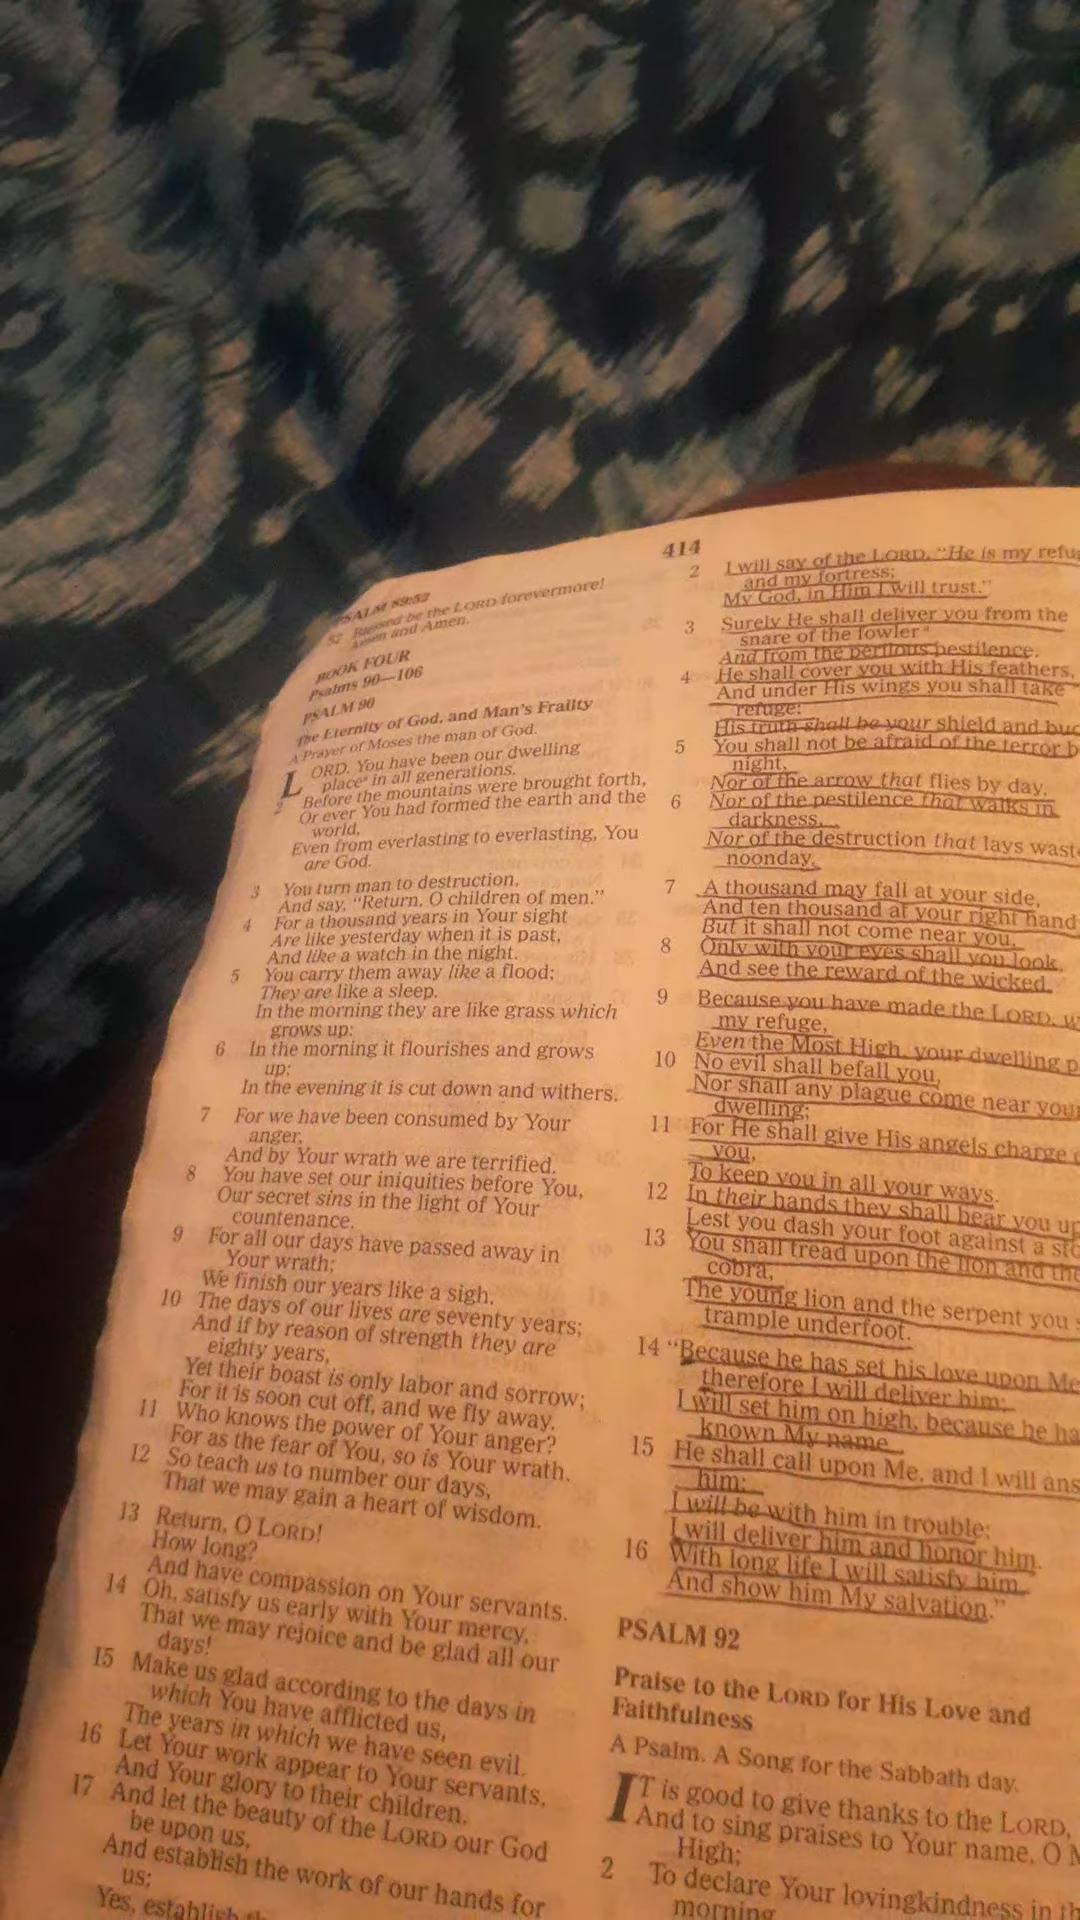 PSALM 89:52
414
52 Blessed be the LORD forevermore!
Amen and Amen.
BOOK FOUR
Psalms 90—106
PSALM 90
The Eternity of God, and Man's Frailty
A Prayer of Moses the man of God.
LORD, You have been our dwelling
placeª in all generations.
2 Before the mountains were brought forth,
Or ever You had formed the earth and the
world,
Even from everlasting to everlasting, You
are God.
3 You turn man to destruction,
And say, "Return, O children of men."
4 For a thousand years in Your sight
Are like yesterday when it is past,
And like a watch in the night.
5 You carry them away like a flood;
They are like a sleep.
In the morning they are like grass which
grows up:
6 In the morning it flourishes and grows
up;
In the evening it is cut down and withers.
7 For we have been consumed by Your
anger,
And by Your wrath we are terrified.
8 You have set our iniquities before You,
Our secret sins in the light of Your
countenance.
9 For all our days have passed away in
Your wrath;
We finish our years like a sigh.
10 The days of our lives are seventy years;
And if by reason of strength they are
eighty years,
Yet their boast is only labor and sorrow;
For it is soon cut off, and we fly away.
11 Who knows the power of Your anger?
For as the fear of You, so is Your wrath.
12 So teach us to number our days,
That we may gain a heart of wisdom.
13 Return, O LORD!
How long?
And have compassion on Your servants.
14 Oh, satisfy us early with Your mercy,
That we may rejoice and be glad all our
days!
15 Make us glad according to the days in
which You have afflicted us,
The years in which we have seen evil.
16 Let Your work appear to Your servants,
And Your glory to their children.
17 And let the beauty of the LORD our God
be upon us,
And establish the work of our hands for
us;
Yes, establish
2 I will say of the LORD, "He is my
and my fortress;
My God, in Him I will trust."
3 Surely He shall deliver you from the
snare of the fowlerª
And from the perilous pestilence.
4 He shall cover you with His feathers,
And under His wings you shall take
refuge;
His truth shall be your shield and
5 You shall not be afraid of the terror
night,
Nor of the arrow that flies by day,
6 Nor of the pestilence that walks in
darkness,
Nor of the destruction that lays
noonday.
7 A thousand may fall at your side,
And ten thousand at your right hand
But it shall not come near you.
8 Only with your eyes shall you look,
And see the reward of the wicked.
9 Because you have made the LORD,
my refuge,
Even the Most High, your dwelling
10 No evil shall befall you,
Nor shall any plague come near
dwelling;
11 For He shall give His angels charge
you,
To keep you in all your ways.
12 In their hands they shall bear you up
Lest you dash your foot against a
13 You shall tread upon the lion and the
cobra,
The young lion and the serpent you
trample underfoot.
14 "Because he has set his love upon Me
therefore I will deliver him;
I will set him on high, because he
known My name.
15 He shall call upon Me, and I will
him;
I will be with him in trouble;
I will deliver him and honor him.
16 With long life I will satisfy him,
And show him My salvation."
PSALM 92
Praise to the LORD for His Love and
Faithfulness
A Psalm. A Song for the Sabbath day.
IT is good to give thanks to the LORD,
And to sing praises to Your name, O
High;
2 To declare Your lovingkindness in
morning